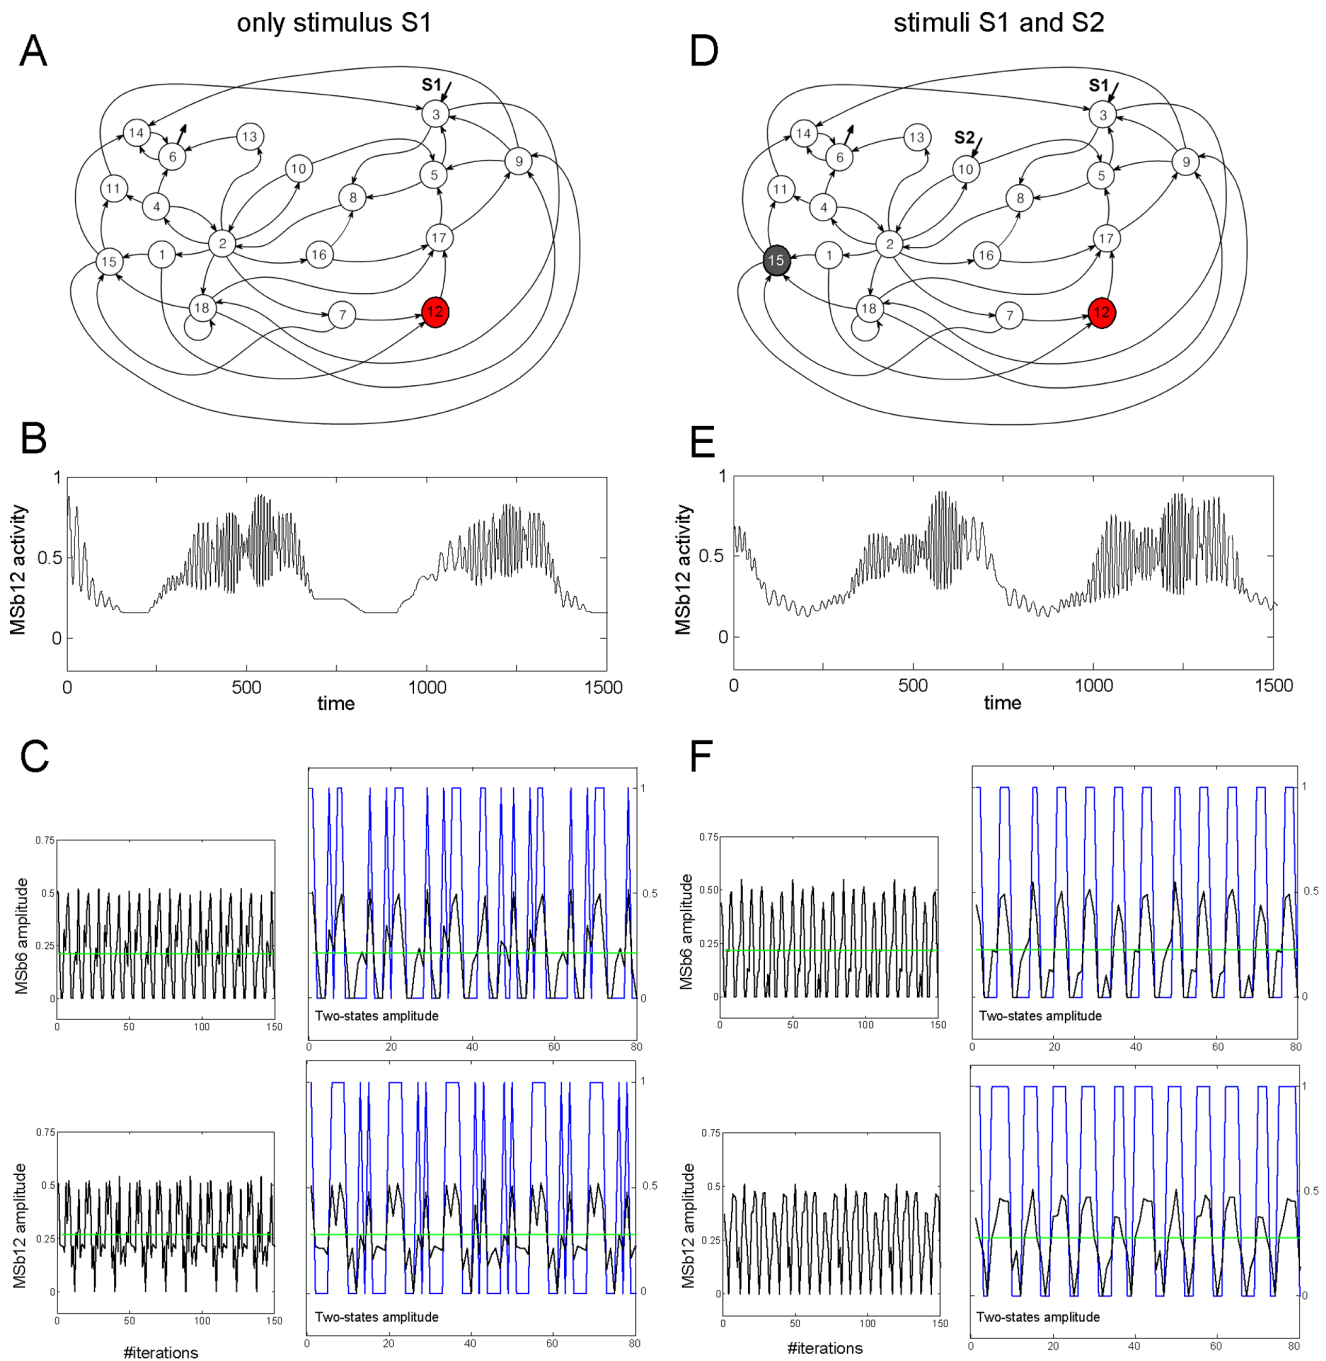 only stimulus S1
stimuli S1 and S2
A
S1
3
14
6
13
10
9
5
11
4
8
2
17
15
1
16
18
7
12
D
S1
3
14
6
13
S2
10
9
5
11
4
8
2
17
15
1
16
18
7
12
B
MSb12 activity
1
0.5
0
0 500 1000 1500
time
E
MSb12 activity
1
0.5
0
0 500 1000 1500
time
C
MSb6 amplitude
0.75
0.5
0.25
0
0 50 100 150
1
0.5
0
Two-states amplitude
0 20 40 60 80
MSb12 amplitude
0.75
0.5
0.25
0
0 50 100 150
#iterations
1
0.5
0
Two-states amplitude
0 20 40 60 80
F
MSb6 amplitude
0.75
0.50
0.25
0
0 50 100 150
1
0.5
0
Two-states amplitude
0 20 40 60 80
MSb12 amplitude
0.75
0.5
0.25
0
0 50 100 150
#iterations
1
0.5
0
Two-states amplitude
0 20 40 60 80